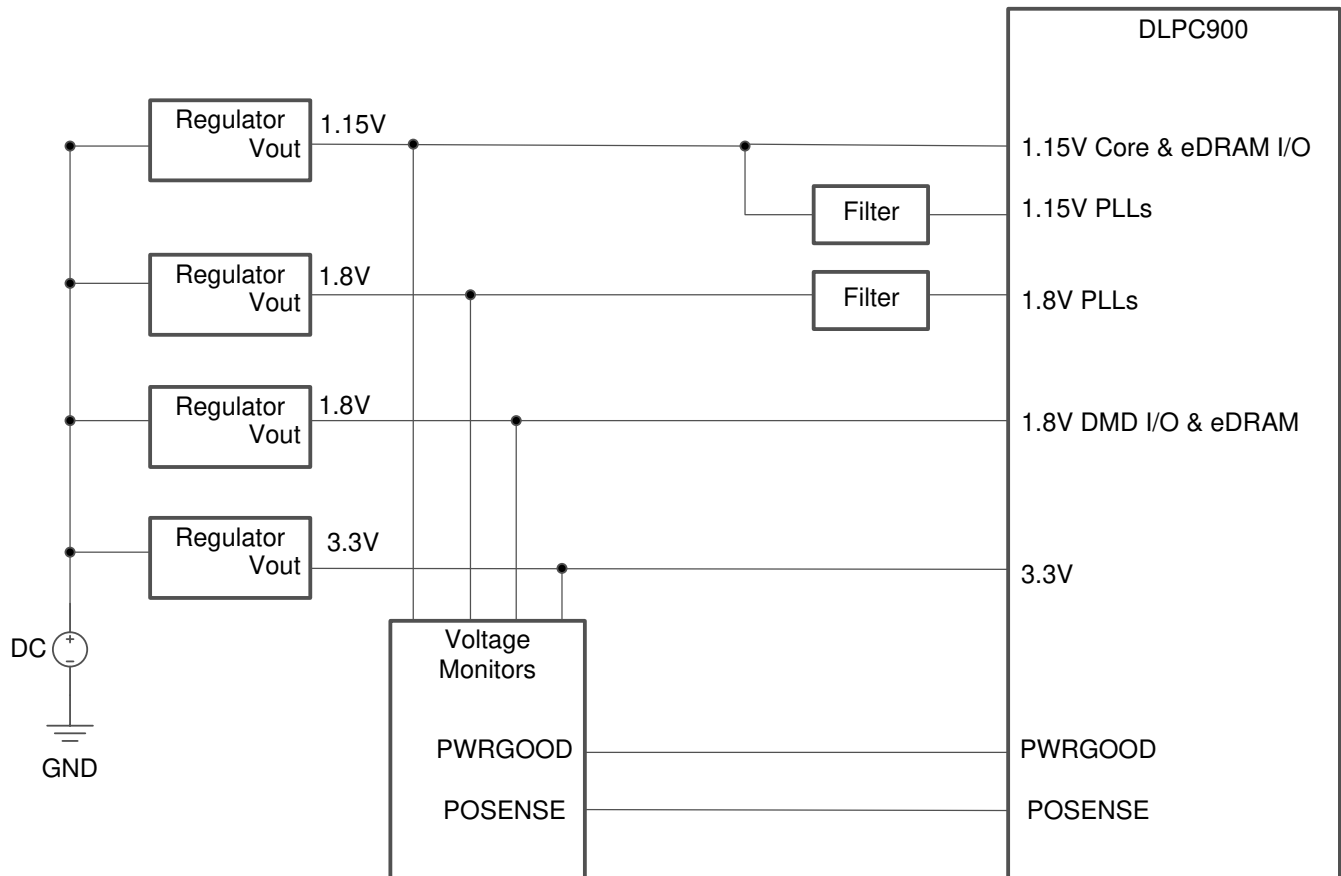 DLPC900
Regulator
Vout
1.15V
1.15V Core & eDRAM I/O
Filter
1.15V PLLs
Regulator
Vout
1.8V
Filter
1.8V PLLs
Regulator
Vout
1.8V
1.8V DMD I/O & eDRAM
Regulator
Vout
3.3V
3.3V
DC
+
–
GND
Voltage
Monitors
PWRGOOD
PWRGOOD
POSENSE
POSENSE